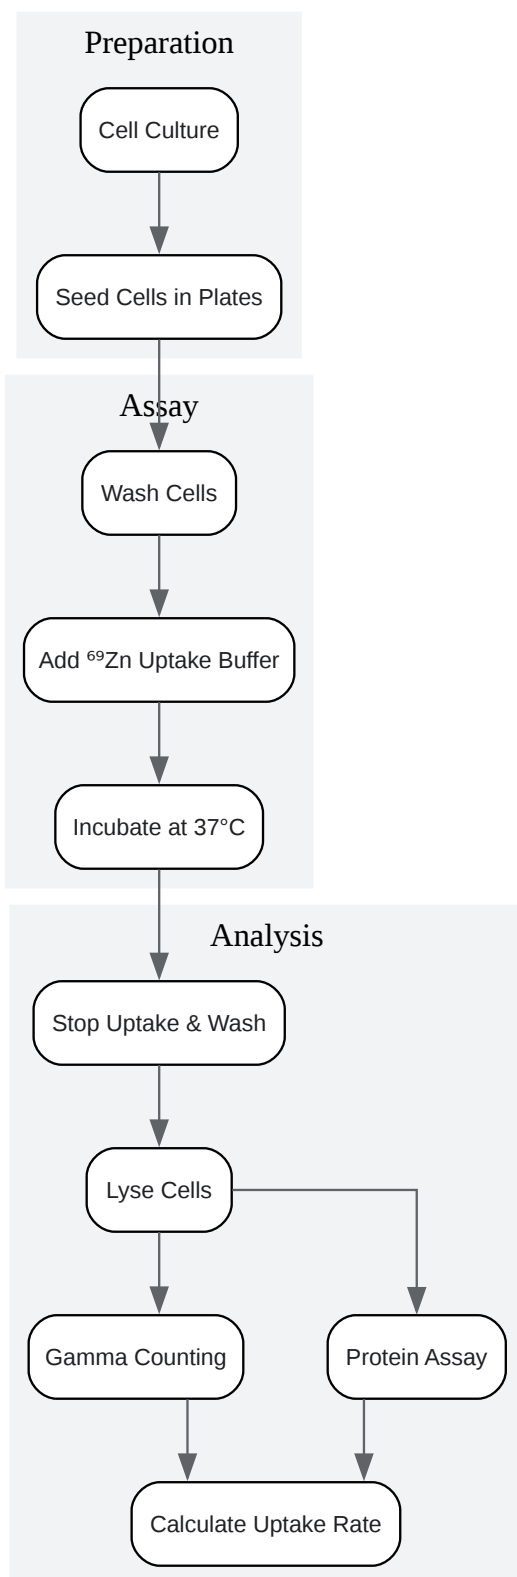 Preparation
Cell Culture
Seed Cells in Plates
Assay
Wash Cells
Add ⁶⁹Zn Uptake Buffer
Incubate at 37°C
Analysis
Stop Uptake & Wash
Lyse Cells
Gamma Counting
Protein Assay
Calculate Uptake Rate